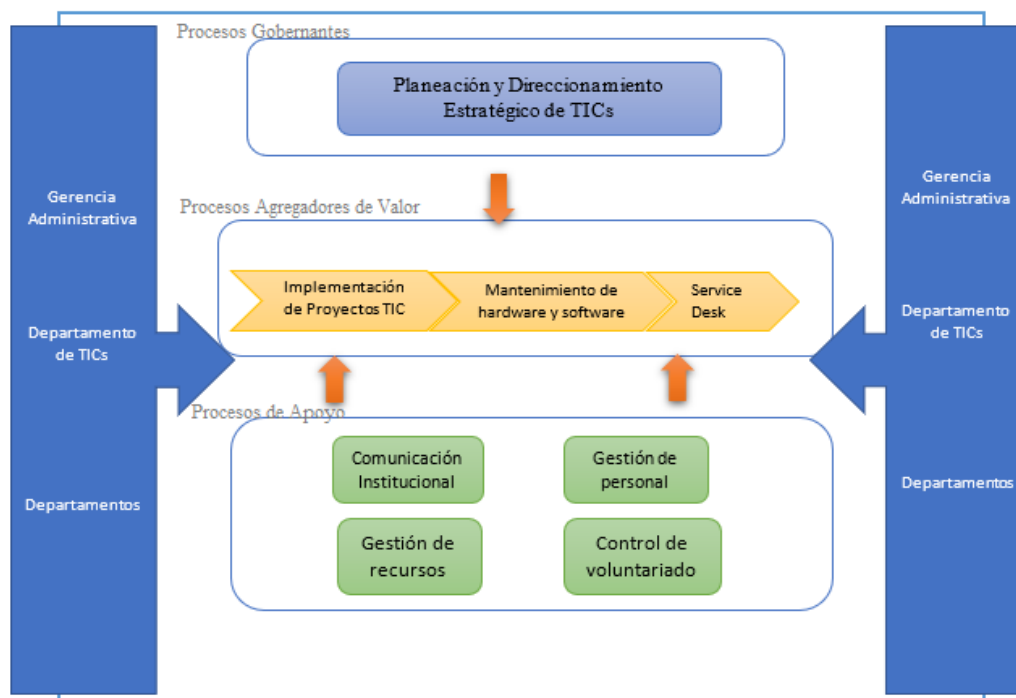 Procesos Gobernantes
Planeación y Direccionamiento
Estratégico de TICs
Gerencia
Administrativa
Departamento
de TICs
Departamentos
Procesos Agregadores de Valor
Implementación
de Proyectos TIC
Mantenimiento de
hardware y software
Service
Desk
Procesos de Apoyo
Comunicación
Institucional
Gestión de
personal
Gestión de
recursos
Control de
voluntariado
Gerencia
Administrativa
Departamento
de TICs
Departamentos